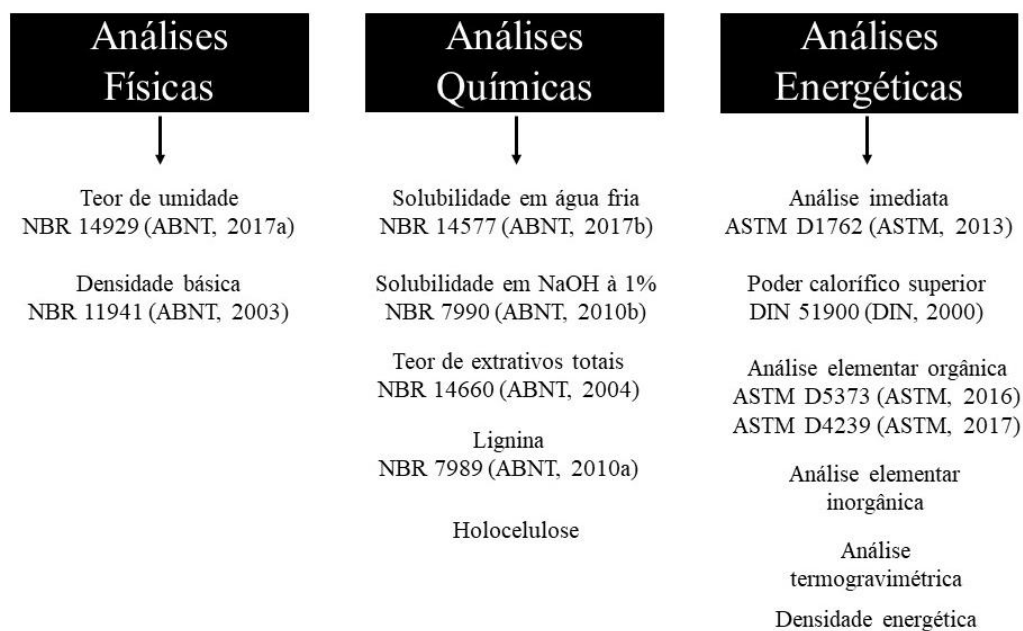 Análises
Físicas
Teor de umidade
NBR 14929 (ABNT, 2017a)
Densidade básica
NBR 11941 (ABNT, 2003)
Análises
Químicas
Solubilidade em água fria
NBR 14577 (ABNT, 2017b)
Solubilidade em NaOH à 1%
NBR 7990 (ABNT, 2010b)
Teor de extrativos totais
NBR 14660 (ABNT, 2004)
Lignina
NBR 7989 (ABNT, 2010a)
Holocelulose
Análises
Energéticas
Análise imediata
ASTM D1762 (ASTM, 2013)
Poder calorífico superior
DIN 51900 (DIN, 2000)
Análise elementar orgânica
ASTM D5373 (ASTM, 2016)
ASTM D4239 (ASTM, 2017)
Análise elementar
inorgânica
Análise
termogravimétrica
Densidade energética